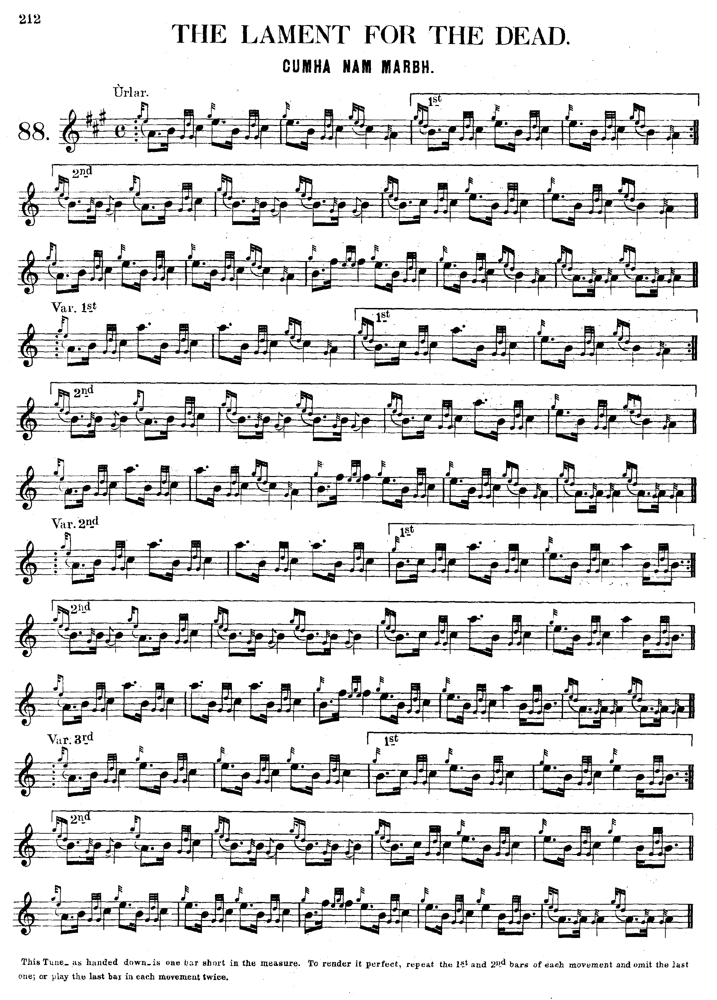 212
THE LAMENT FOR THE DEAD.
CUMHA NAM MARBH.
Ùrlar.
1st
88.
2nd
Var. 1st
1st
2nd
Var. 2nd
1st
2nd
Var. 3rd
1st
2nd
This Tune_ as handed down_is one bar short in the measure. To render it perfect, repeat the 1st and 2nd bars of each movement and omit the last
one; or play the last bar in each movement twice.